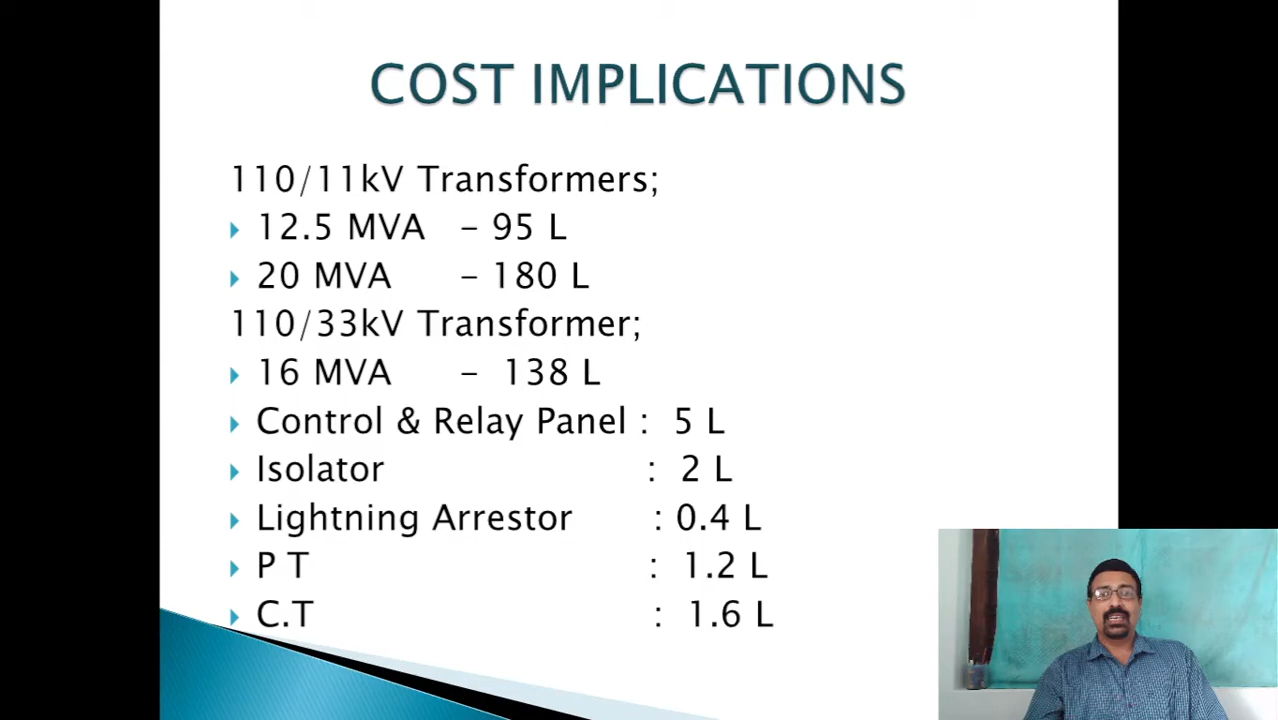 COST IMPLICATIONS
110/11kV Transformers;
12.5 MVA – 95 L
20 MVA – 180 L
110/33kV Transformer;
16 MVA – 138 L
Control & Relay Panel : 5 L
Isolator : 2 L
Lightning Arrestor : 0.4 L
P T : 1.2 L
C.T : 1.6 L